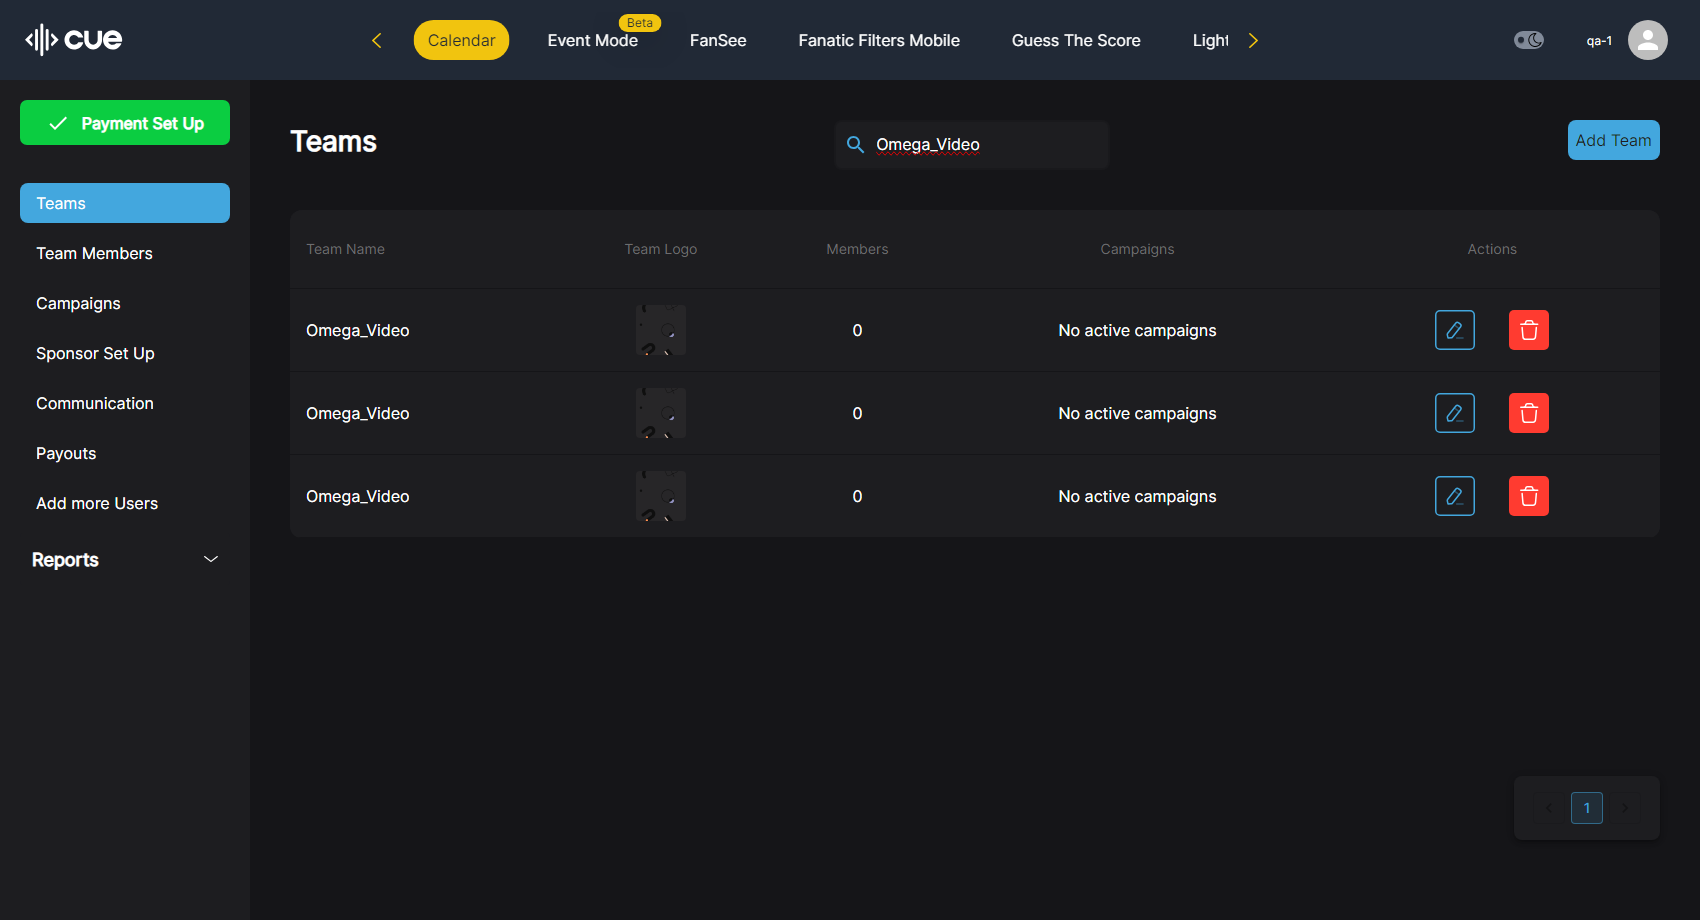 cue
Calendar
Event Mode
Beta
FanSee
Fanatic Filters Mobile
Guess The Score
Light
qa-1
Payment Set Up
Teams
Team Members
Campaigns
Sponsor Set Up
Communication
Payouts
Add more Users
Reports
Teams
Omega_Video
Add Team
Team Name Team Logo Members Campaigns Actions
Omega_Video 0 No active campaigns
Omega_Video 0 No active campaigns
Omega_Video 0 No active campaigns
1